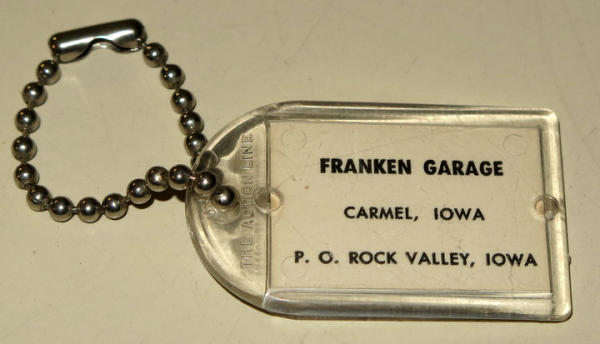 THE ACTION LINE
FRANKEN GARAGE
CARMEL, IOWA
P. O. ROCK VALLEY, IOWA